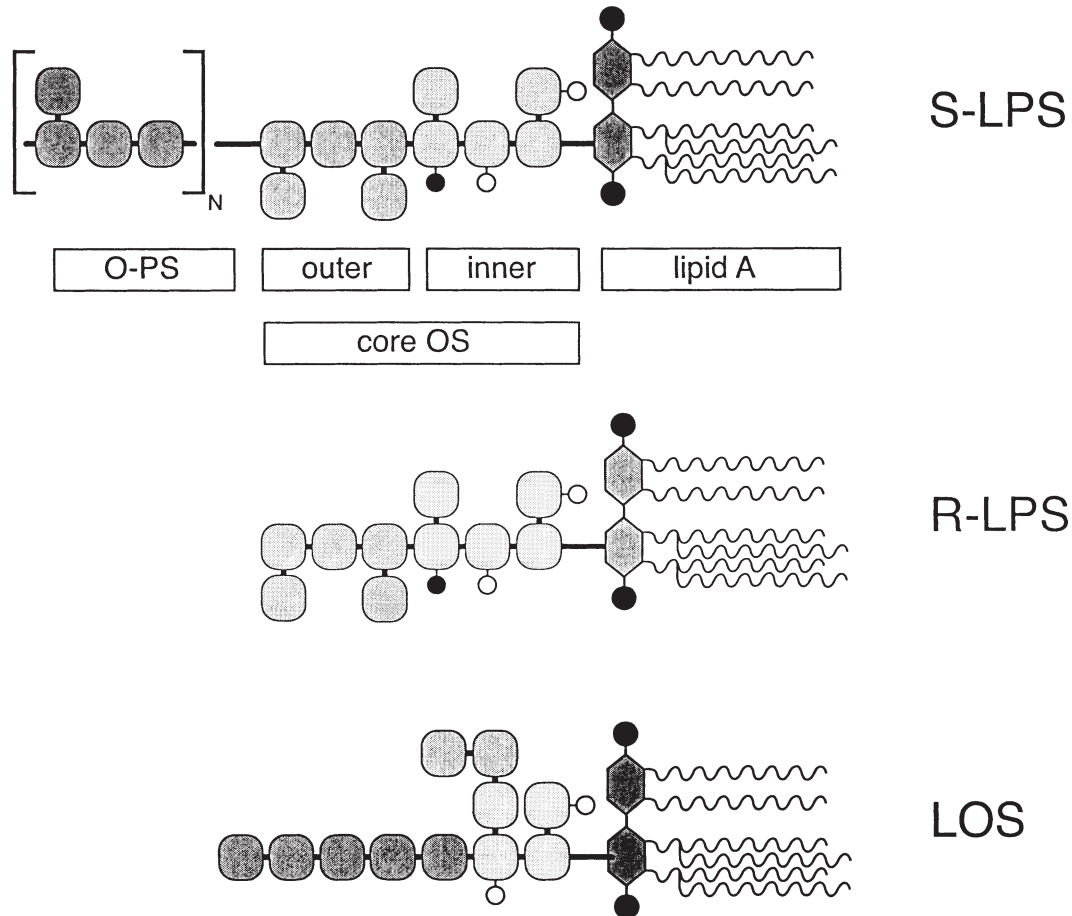 S-LPS
N
O-PS
outer
inner
lipid A
core OS
R-LPS
LOS